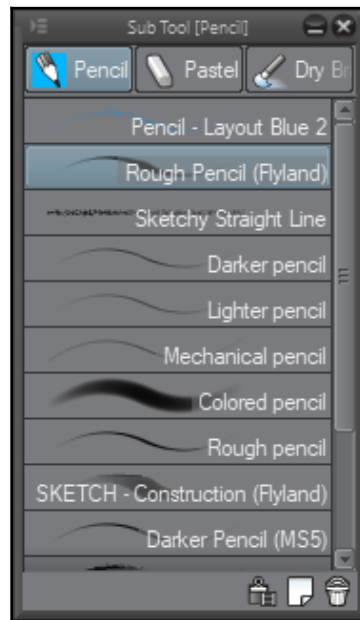 Sub Tool [Pencil]
Pencil Pastel Dry Br
Pencil - Layout Blue 2
Rough Pencil (Flyland)
Sketchy Straight Line
Darker pencil
Lighter pencil
Mechanical pencil
Colored pencil
Rough pencil
SKETCH - Construction (Flyland)
Darker Pencil (MS5)